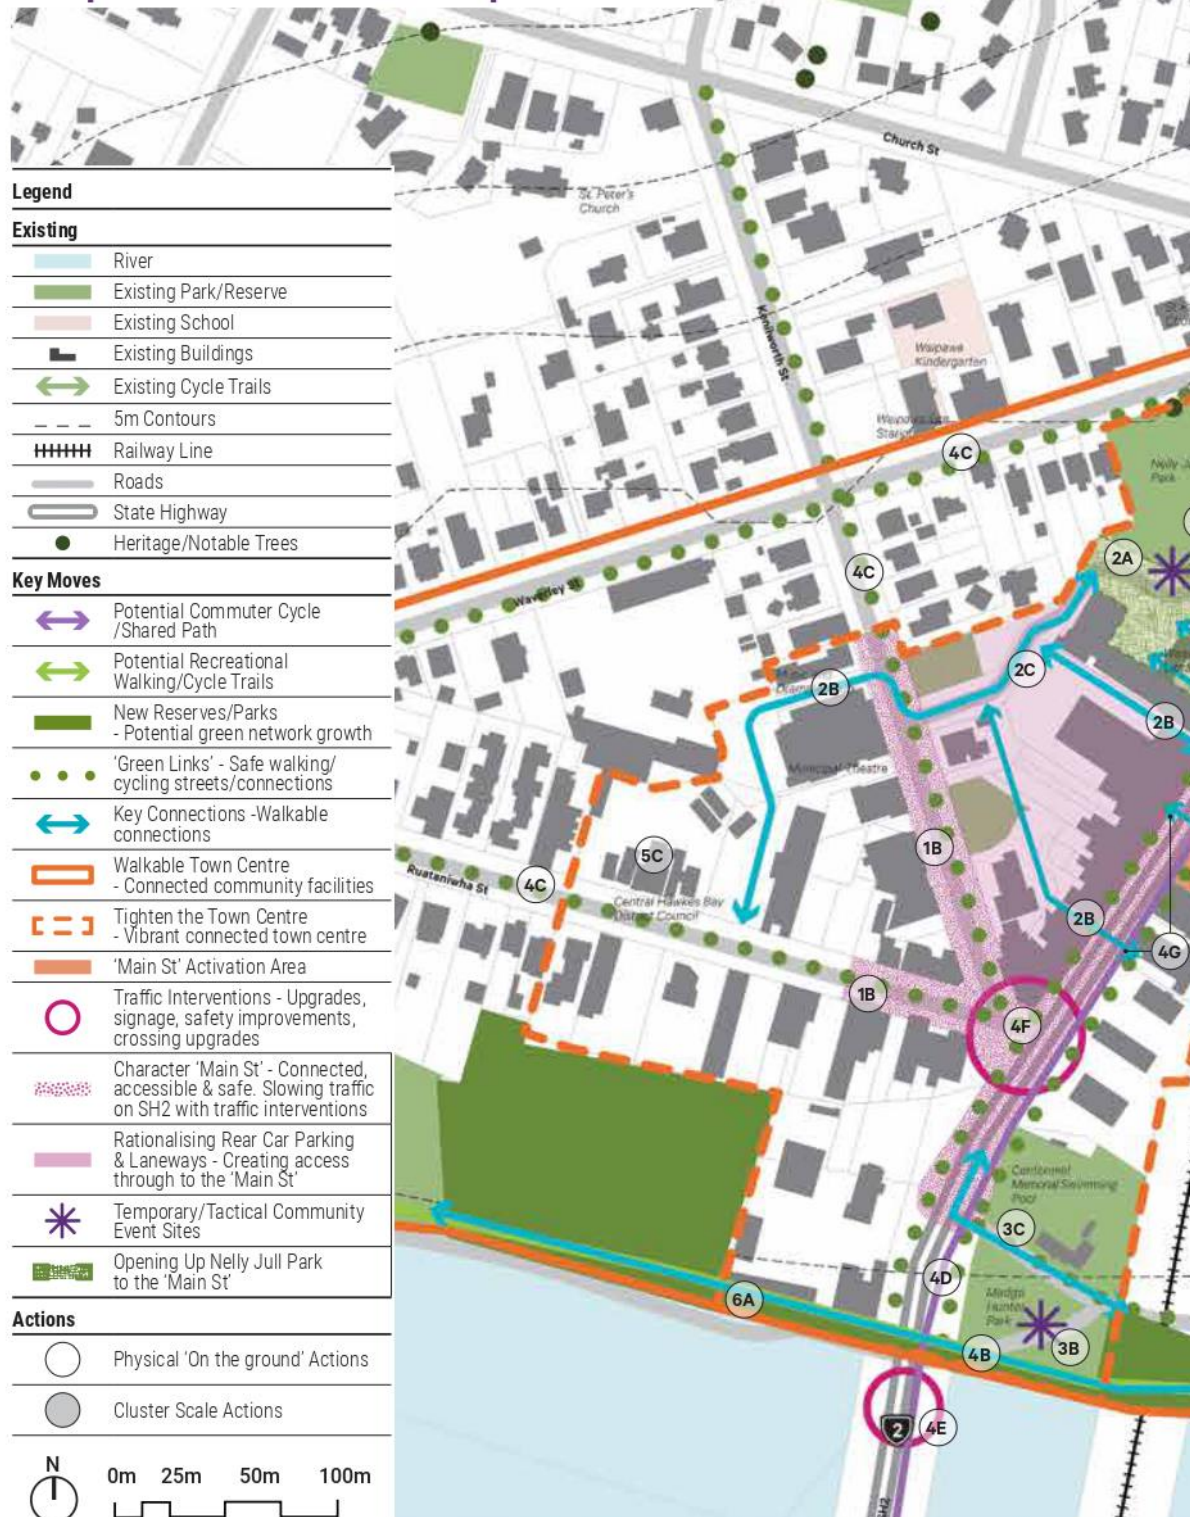 Legend
Existing
River
Existing Park/Reserve
Existing School
Existing Buildings
Existing Cycle Trails
5m Contours
Railway Line
Roads
State Highway
Heritage/Notable Trees
Key Moves
Potential Commuter Cycle
/Shared Path
Potential Recreational
Walking/Cycle Trails
New Reserves/Parks
- Potential green network growth
'Green Links' - Safe walking/
cycling streets/connections
Key Connections -Walkable
connections
Walkable Town Centre
- Connected community facilities
Tighten the Town Centre
- Vibrant connected town centre
'Main St' Activation Area
Traffic Interventions - Upgrades,
signage, safety improvements,
crossing upgrades
Character 'Main St' - Connected,
accessible & safe. Slowing traffic
on SH2 with traffic interventions
Rationalising Rear Car Parking
& Laneways - Creating access
through to the 'Main St'
Temporary/Tactical Community
Event Sites
Opening Up Nelly Jull Park
to the 'Main St'
Actions
Physical 'On the ground' Actions
Cluster Scale Actions
N
0m 25m 50m 100m
Church St
St. Peter's
Church
Kenilworth St
Waipawa
Kindergarten
4C
Nelly
Park
2A
4C
Waverley St
2C
2B
2B
Municipal Theatre
1B
5C
4C
Ruataniwha St
Central Hawkes Bay
District Council
2B
4G
1B
4F
Centennial
Memorial Swimming
Pool
3C
4D
6A
Madge
Hunter
Park
3B
4B
4E
2
SH2